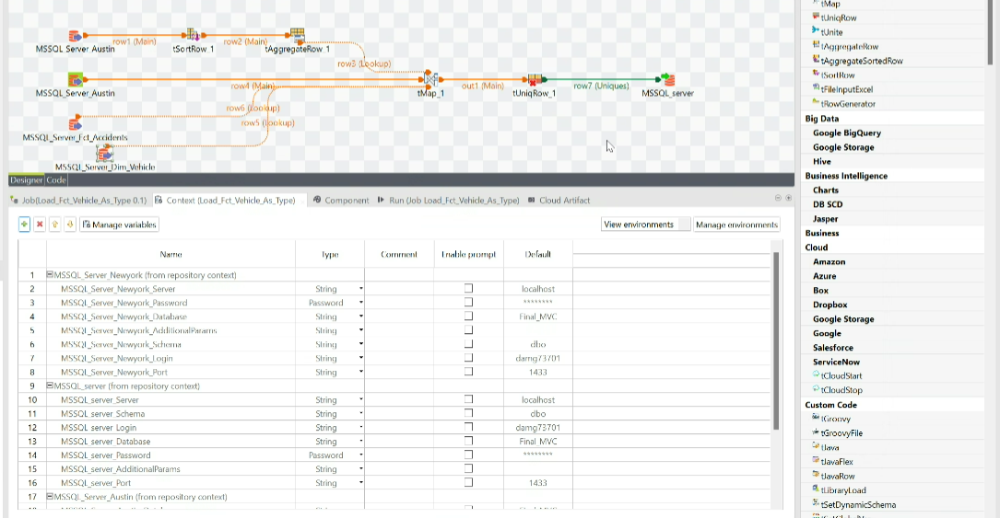 row1 (Main)
row2 (Main)
MSSQL_Server_Austin
tSortRow_1
tAggregateRow_1
row3 (Lookup)
row4 (Main)
out1 (Main)
row7 (Uniques)
MSSQL_Server_Austin
tMap_1
tUniqRow_1
MSSQL_server
row6 (Lookup)
row5 (Lookup)
MSSQL_Server_Fct_Accidents
MSSQL_Server_Dim_Vehicle
Designer Code
Job(Load_Fct_Vehicle_As_Type 0.1) Context (Load_Fct_Vehicle_As_Type) Component Run (Job Load_Fct_Vehicle_As_Type) Cloud Artifact
Manage variables View environments Manage environments
Name Type Comment Enable prompt Default
1 MSSQL_Server_Newyork (from repository context)
2 MSSQL_Server_Newyork_Server String localhost
3 MSSQL_Server_Newyork_Password Password ********
4 MSSQL_Server_Newyork_Database String Final_MVC
5 MSSQL_Server_Newyork_AdditionalParams String
6 MSSQL_Server_Newyork_Schema String dbo
7 MSSQL_Server_Newyork_Login String damg73701
8 MSSQL_Server_Newyork_Port String 1433
9 MSSQL_server (from repository context)
10 MSSQL_server_Server String localhost
11 MSSQL_server_Schema String dbo
12 MSSQL_server_Login String damg73701
13 MSSQL_server_Database String Final_MVC
14 MSSQL_server_Password Password ********
15 MSSQL_server_AdditionalParams String
16 MSSQL_server_Port String 1433
17 MSSQL_Server_Austin (from repository context)
tMap
tUniqRow
tUnite
tAggregateRow
tAggregateSortedRow
tSortRow
tFileInputExcel
tRowGenerator
Big Data
Google BigQuery
Google Storage
Hive
Business Intelligence
Charts
DB SCD
Jasper
Business
Cloud
Amazon
Azure
Box
Dropbox
Google Storage
Google
Salesforce
ServiceNow
tCloudStart
tCloudStop
Custom Code
tGroovy
tGroovyFile
tJava
tJavaFlex
tJavaRow
tLibraryLoad
tSetDynamicSchema